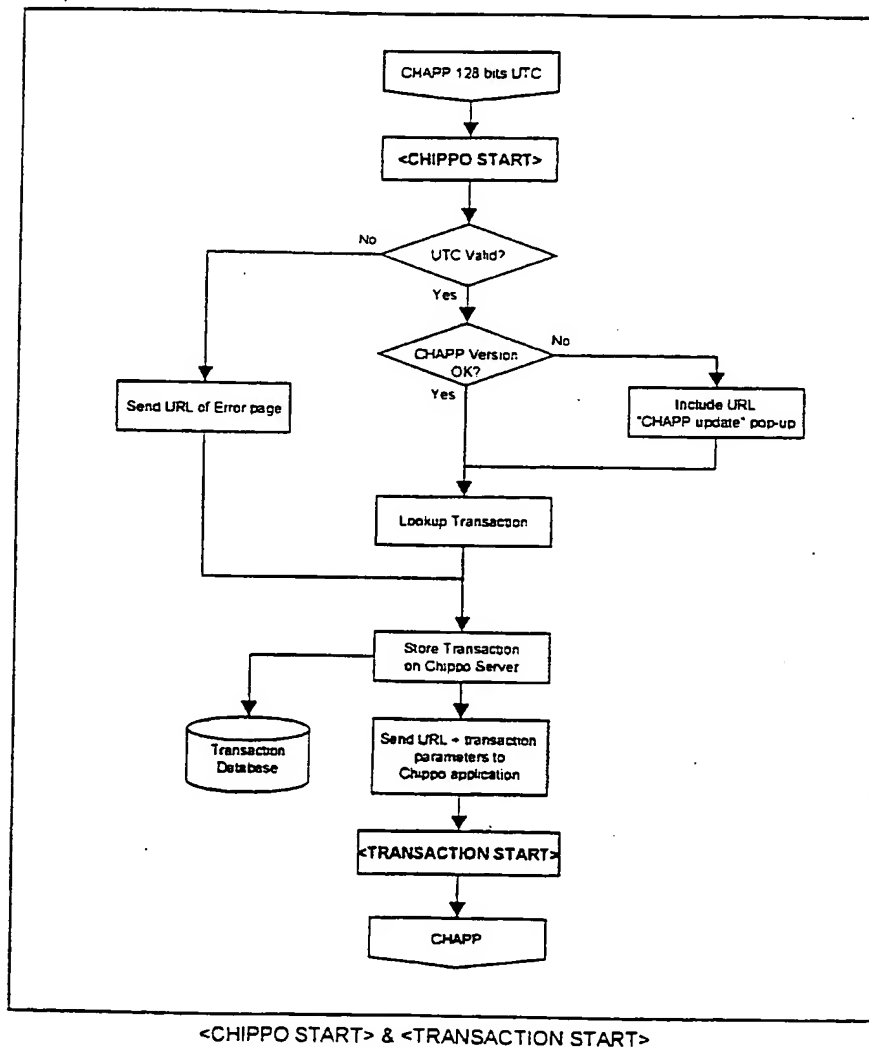 CHAPP 128 bits UTC
<CHIPPO START>
No
UTC Valid?
Yes
No
CHAPP Version
OK?
Yes
Send URL of Error page
Include URL
"CHAPP update" pop-up
Lookup Transaction
Store Transaction
on Chippo Server
Transaction
Database
Send URL + transaction
parameters to
Chippo application
<TRANSACTION START>
CHAPP
<CHIPPO START> & <TRANSACTION START>